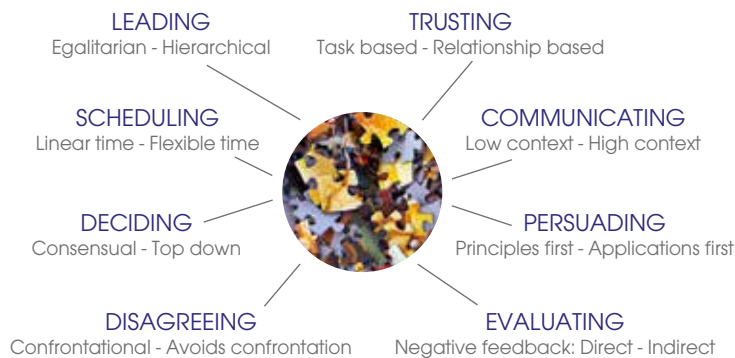 LEADING
Egalitarian - Hierarchical
TRUSTING
Task based - Relationship based
SCHEDULING
Linear time - Flexible time
COMMUNICATING
Low context - High context
DECIDING
Consensual - Top down
PERSUADING
Principles first - Applications first
DISAGREEING
Confrontational - Avoids confrontation
EVALUATING
Negative feedback: Direct - Indirect